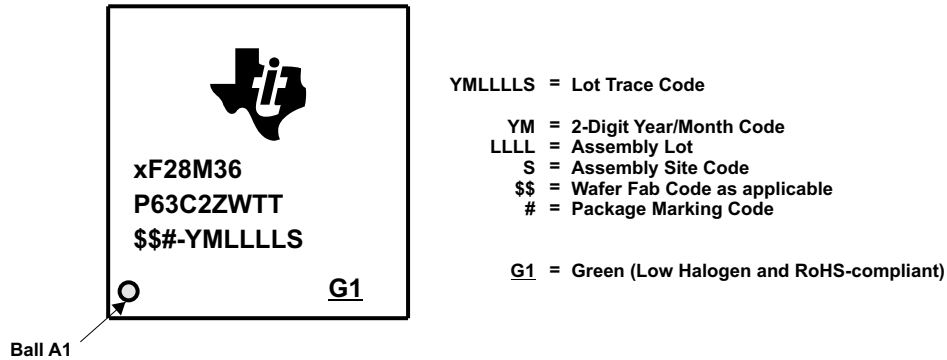 xF28M36
P63C2ZWTT
$$#-YMLLLLS
G1
Ball A1
YMLLLLS = Lot Trace Code
YM = 2-Digit Year/Month Code
LLLL = Assembly Lot
S = Assembly Site Code
$$ = Wafer Fab Code as applicable
# = Package Marking Code
G1 = Green (Low Halogen and RoHS-compliant)